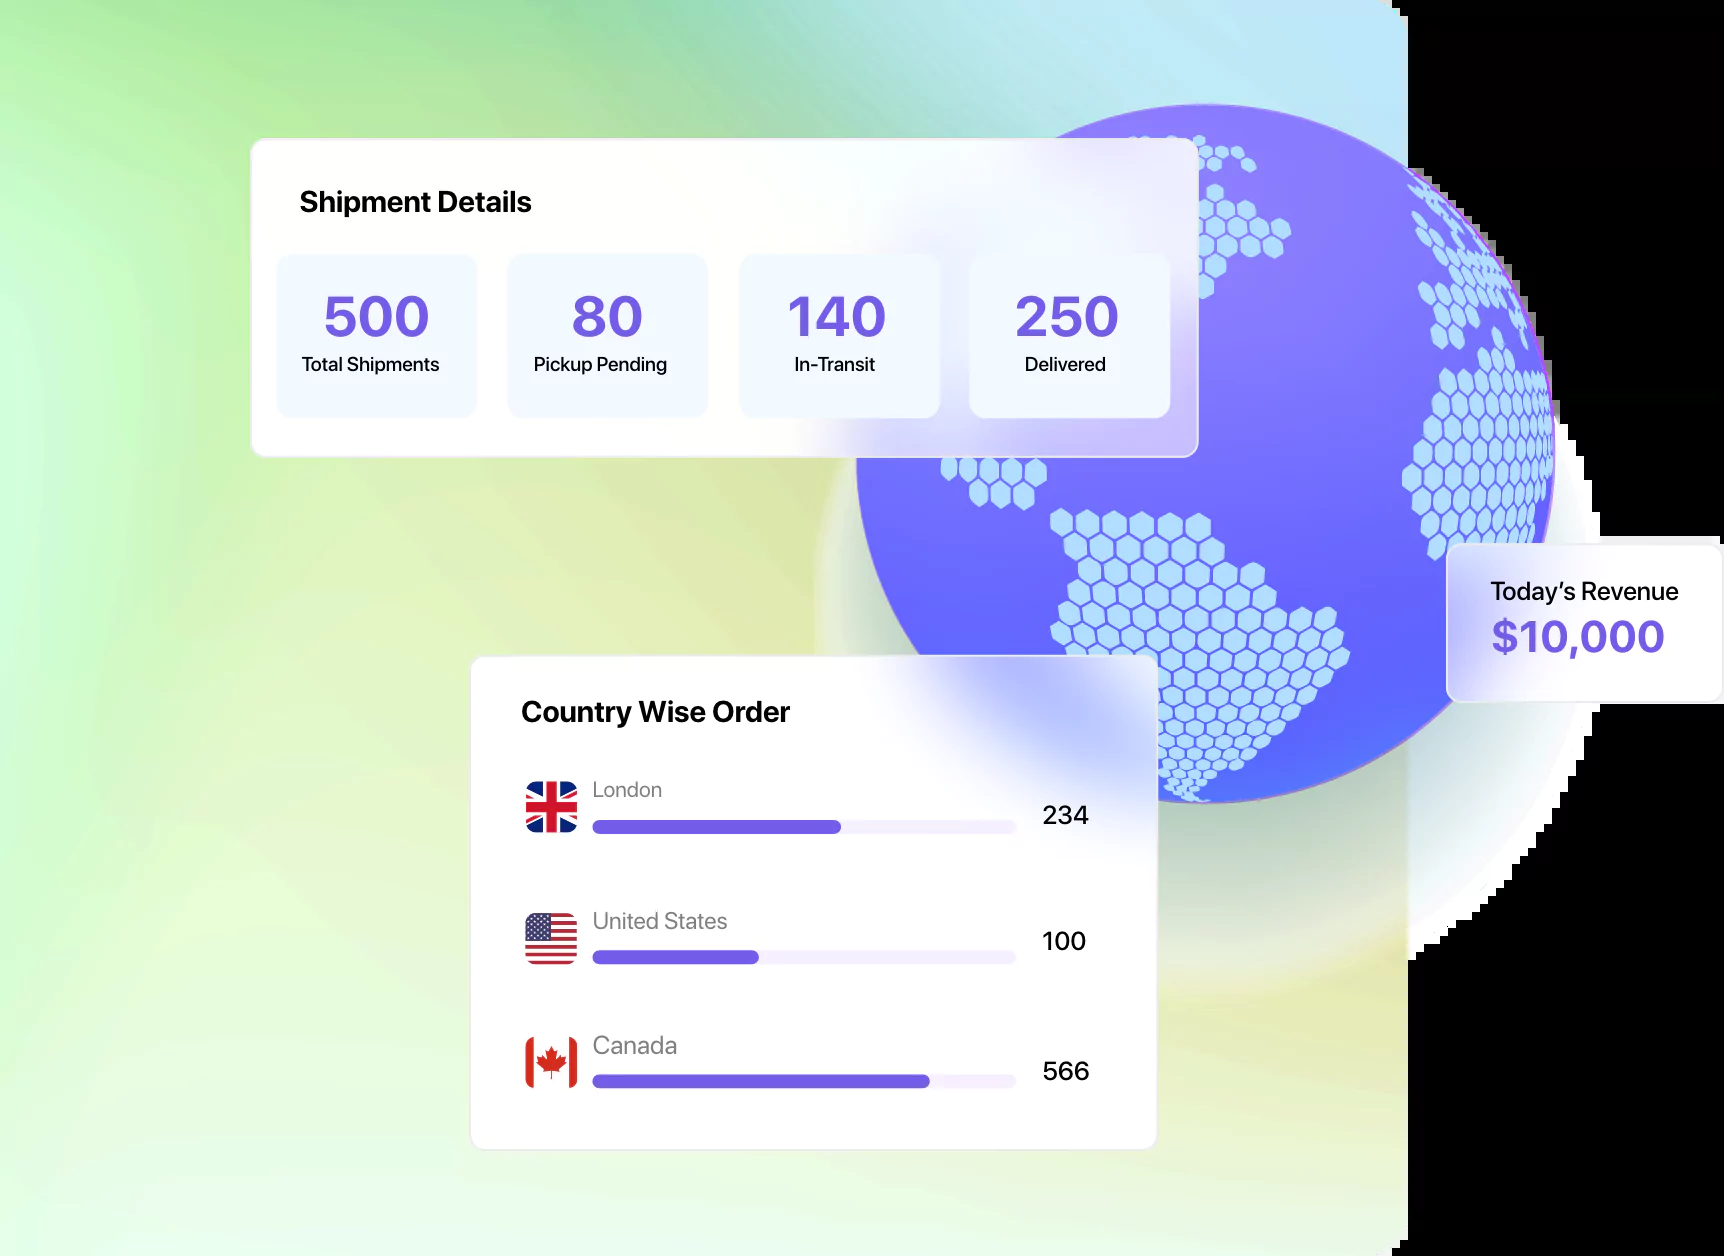 Shipment Details
500
Total Shipments
80
Pickup Pending
140
In-Transit
250
Delivered
Today’s Revenue
$10,000
Country Wise Order
London
234
United States
100
Canada
566